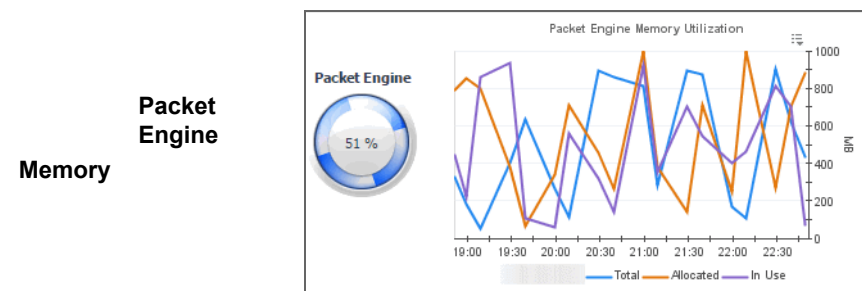 Packet Engine Memory Utilization
Packet Engine
51 %
Packet
Engine
Memory
1000
800
600
400
200
0
MB
19:00 19:30 20:00 20:30 21:00 21:30 22:00 22:30
Total Allocated In Use